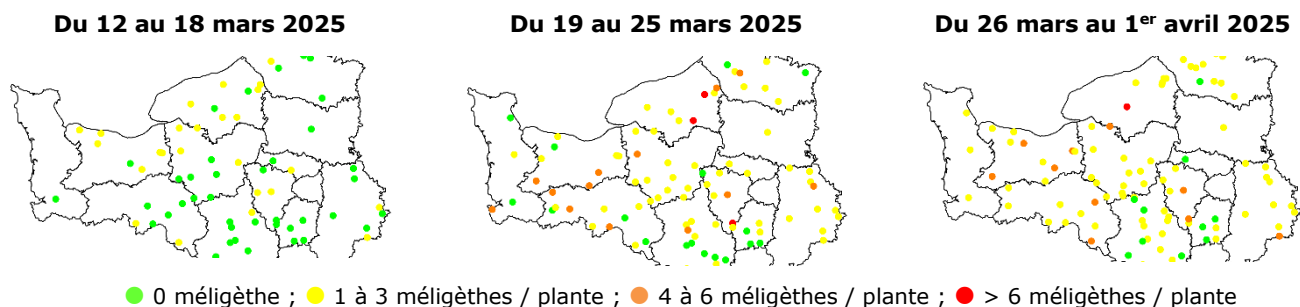 Du 12 au 18 mars 2025
Du 19 au 25 mars 2025
Du 26 mars au 1er avril 2025
0 méligèthe ; 1 à 3 méligèthes / plante ; 4 à 6 méligèthes / plante ; > 6 méligèthes / plante